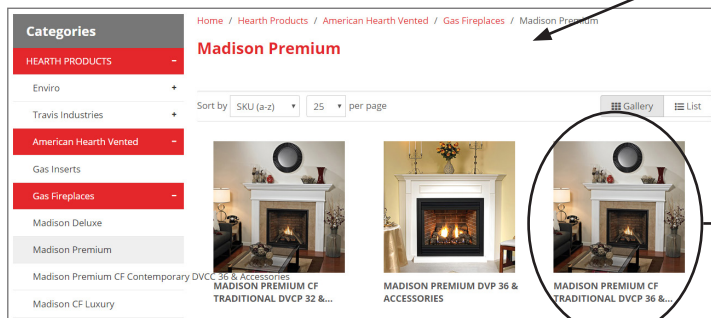 Home / Hearth Products / American Hearth Vented / Gas Fireplaces / Madison Premium
Categories
Madison Premium
HEARTH PRODUCTS -
Enviro +
Travis Industries +
American Hearth Vented -
Gas Inserts
Gas Fireplaces -
Madison Deluxe
Madison Premium
Madison Premium CF Contemporary DVCC 36 & Accessories
Madison CF Luxury
Sort by SKU (a-z) 25 per page
Gallery List
MADISON PREMIUM CF
TRADITIONAL DVCP 32 &...
MADISON PREMIUM DVP 36 &
ACCESSORIES
MADISON PREMIUM CF
TRADITIONAL DVCP 36 &...